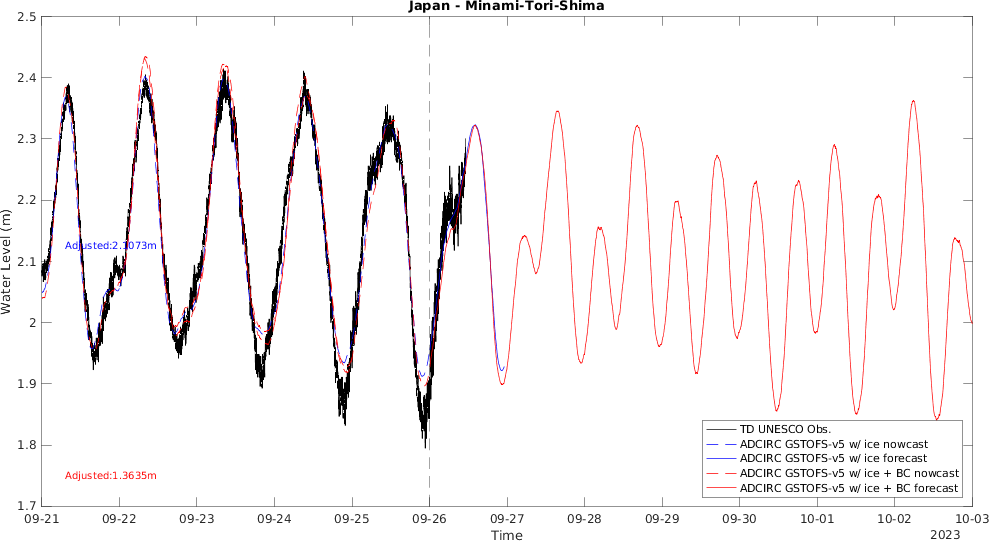 Japan - Minami-Tori-Shima
2.5
2.4
2.3
2.2
2.1
2
1.9
1.8
1.7
Water Level (m)
Adjusted:2.1073m
Adjusted:1.3635m
TD UNESCO Obs.
ADCIRC GSTOFS-v5 w/ ice nowcast
ADCIRC GSTOFS-v5 w/ ice forecast
ADCIRC GSTOFS-v5 w/ ice + BC nowcast
ADCIRC GSTOFS-v5 w/ ice + BC forecast
09-21 09-22 09-23 09-24 09-25 09-26 09-27 09-28 09-29 09-30 10-01 10-02 10-03
Time
2023